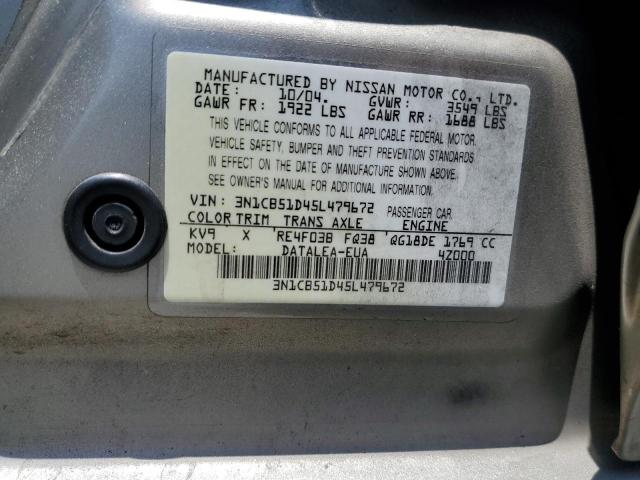 MANUFACTURED BY NISSAN MOTOR CO., LTD.
DATE: 10/04. GVWR: 3549 LBS
GAWR FR: 1922 LBS GAWR RR: 1688 LBS
THIS VEHICLE CONFORMS TO ALL APPLICABLE FEDERAL MOTOR.
VEHICLE SAFETY, BUMPER AND THEFT PREVENTION STANDARDS
IN EFFECT ON THE DATE OF MANUFACTURE SHOWN ABOVE.
SEE OWNER'S MANUAL FOR ADDITIONAL INFORMATION.
VIN: 3N1CB51D45L479672 PASSENGER CAR
COLOR TRIM TRANS AXLE ENGINE
KV9 X RE4F03B FQ38 QG18DE 1769 CC
MODEL: DATALEA-EUA 4Z000
3N1CB51D45L479672